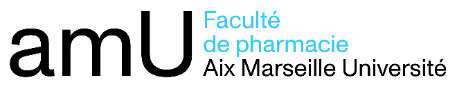 amU
Faculté
de pharmacie
Aix Marseille Université